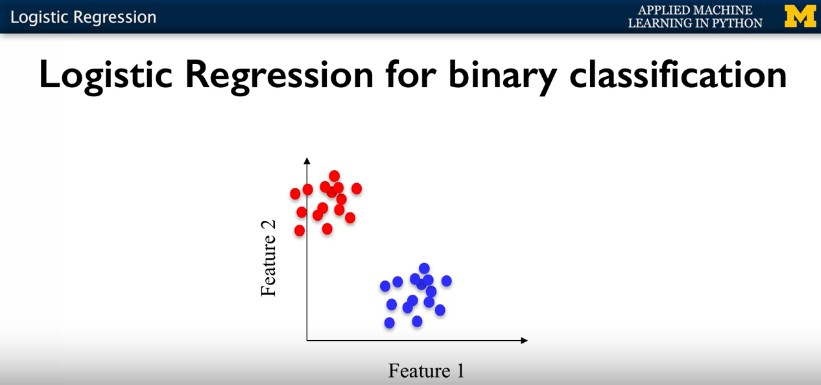 Logistic Regression
APPLIED MACHINE
LEARNING IN PYTHON
M
Logistic Regression for binary classification
Feature 2
Feature 1